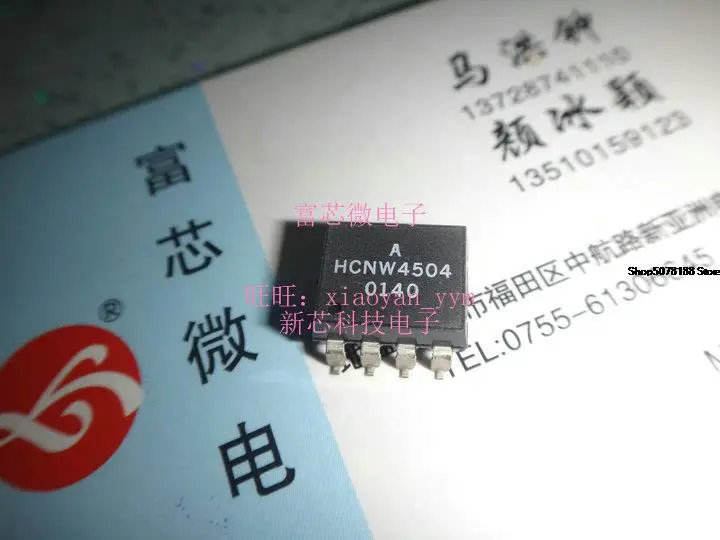 马洪钟
13728741110
颜冰颖
13510159123
富芯微电
®
富芯微电子
A
HCNW4504
0140
旺旺：xiaoyan_yym
新芯科技电子
Shop5078188 Store
市福田区中航路新亚洲
TEL:0755-61306645